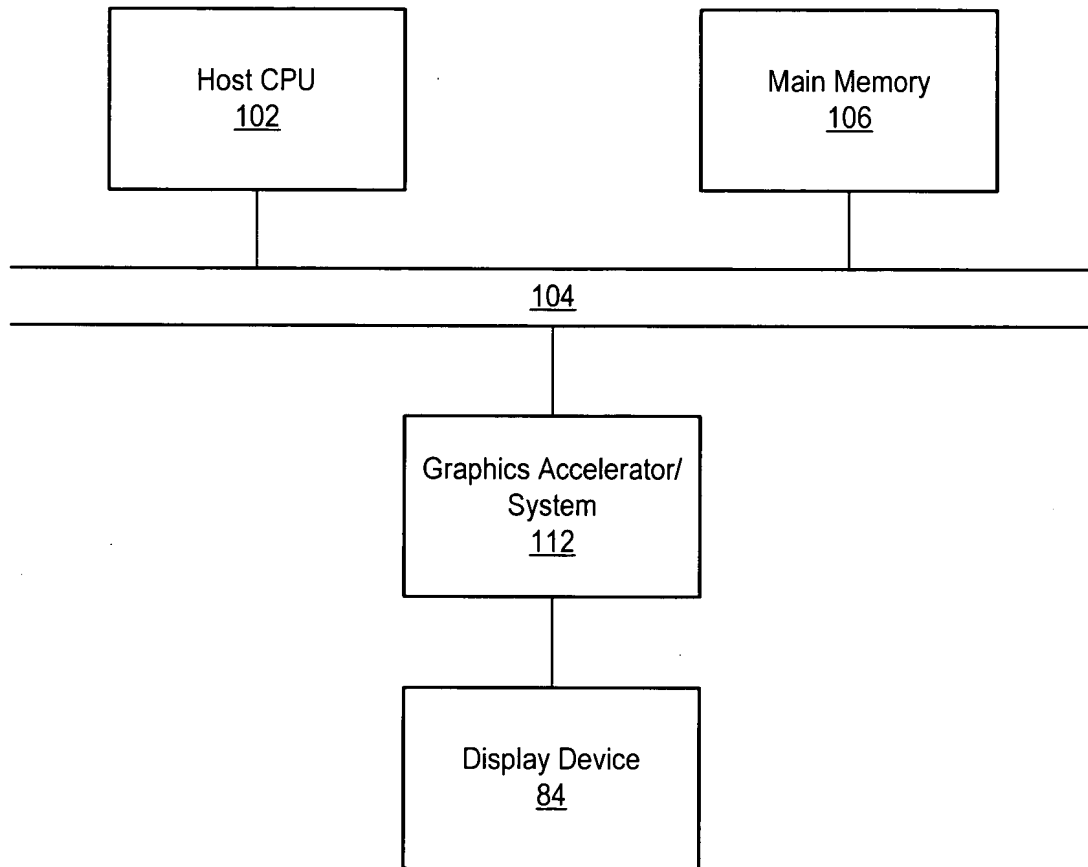 Host CPU
102
Main Memory
106
104
Graphics Accelerator/
System
112
Display Device
84